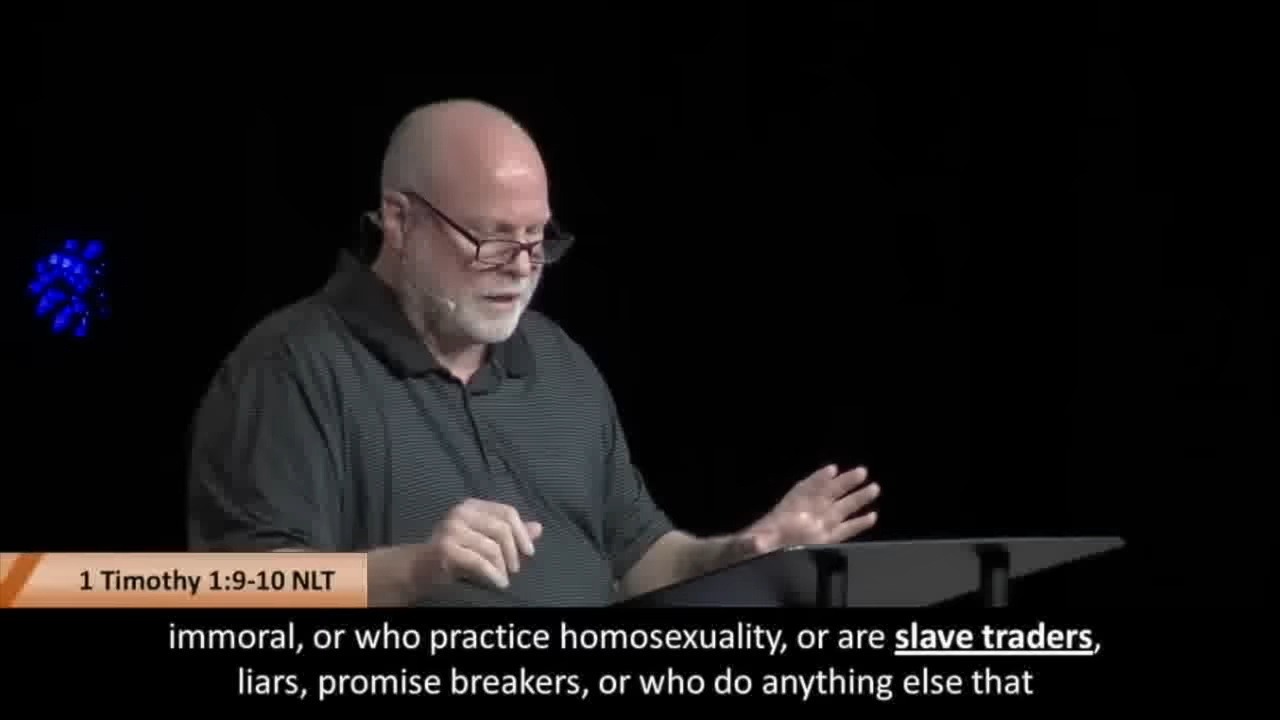 1 Timothy 1:9-10 NLT
immoral, or who practice homosexuality, or are slave traders,
liars, promise breakers, or who do anything else that